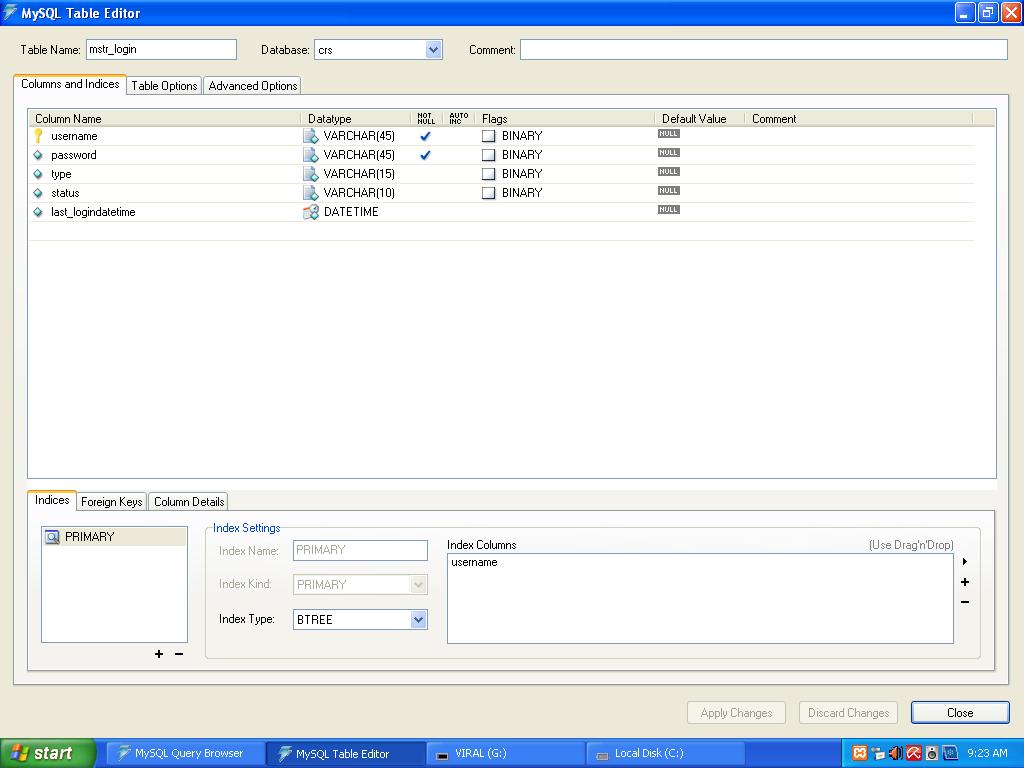 MySQL Table Editor
Table Name: mstr_login Database: crs Comment:
Columns and Indices Table Options Advanced Options
Column Name Datatype NOT NULL AUTO INC Flags Default Value Comment
username VARCHAR(45) BINARY NULL
password VARCHAR(45) BINARY NULL
type VARCHAR(15) BINARY NULL
status VARCHAR(10) BINARY NULL
last_logindatetime DATETIME NULL
Indices Foreign Keys Column Details
PRIMARY
Index Settings
Index Name: PRIMARY
Index Kind: PRIMARY
Index Type: BTREE
Index Columns (Use Drag'n'Drop)
username
Apply Changes Discard Changes Close
start MySQL Query Browser MySQL Table Editor VIRAL (G:) Local Disk (C:) 9:23 AM